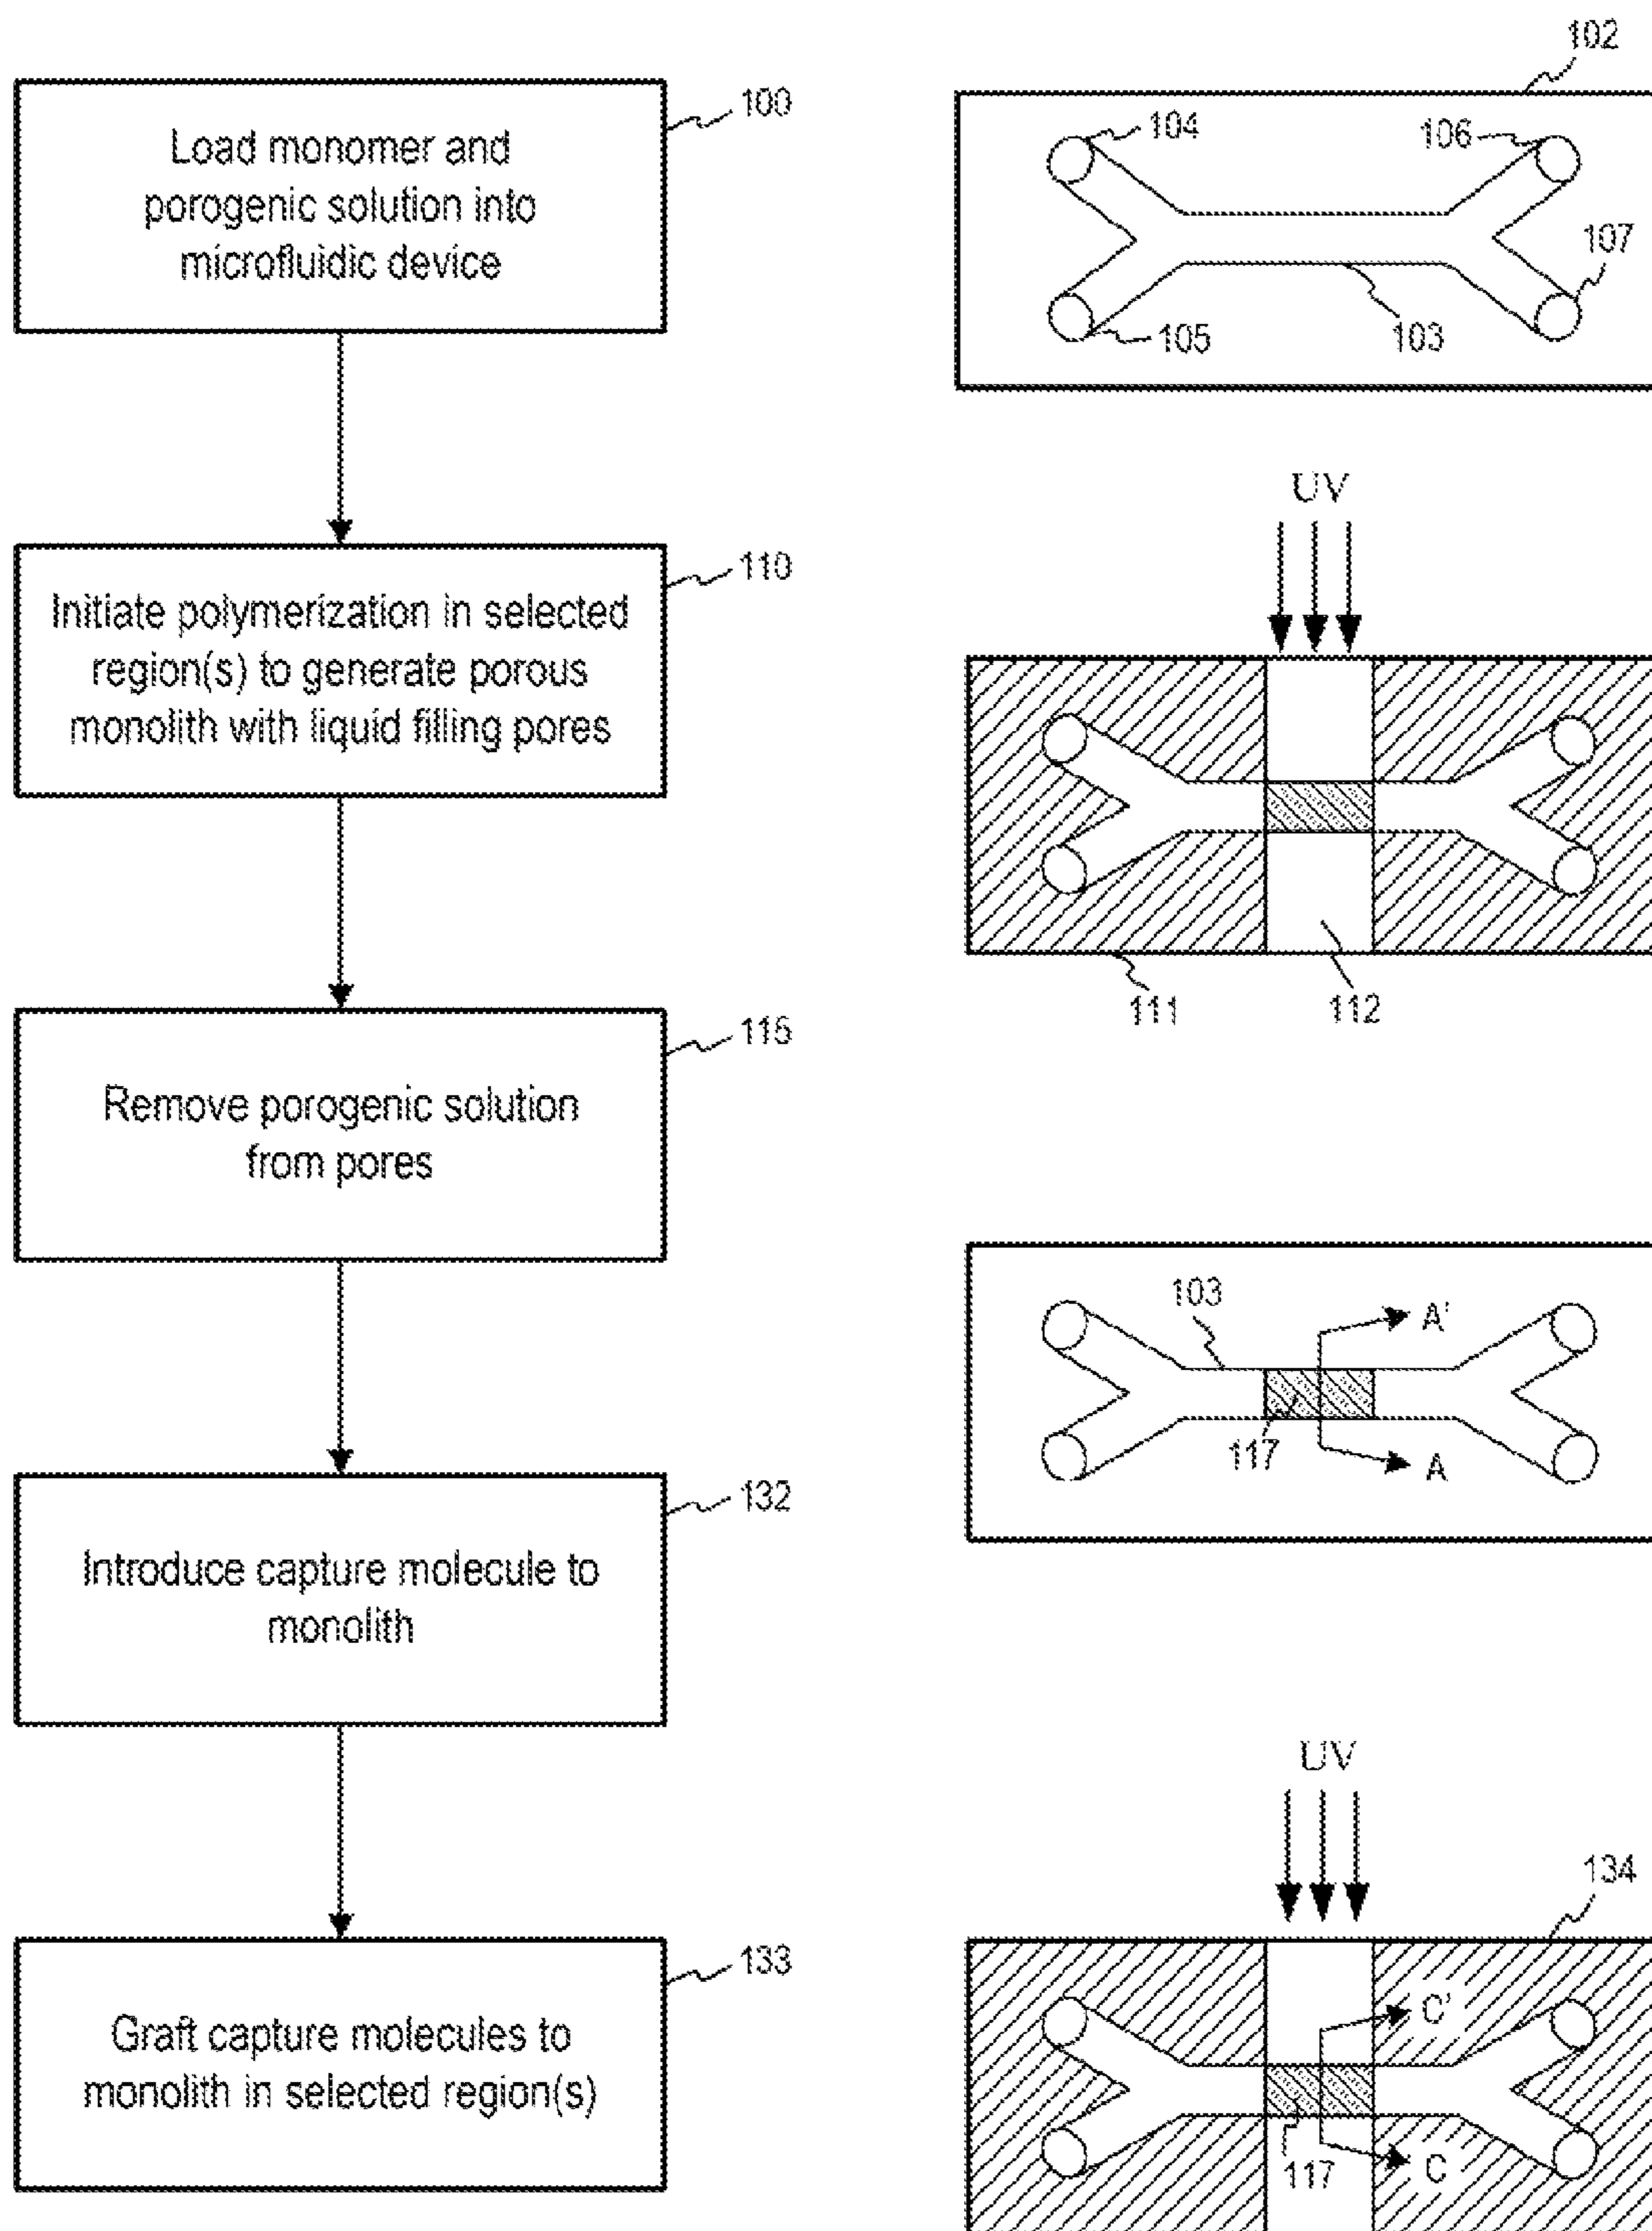 100
Load monomer and
porogenic solution into
microfluidic device
102
104
106
107
105
103
110
Initiate polymerization in selected
region(s) to generate porous
monolith with liquid filling pores
UV
111
112
115
Remove porogenic solution
from pores
103
A'
117
A
132
Introduce capture molecule to
monolith
133
Graft capture molecules to
monolith in selected region(s)
UV
134
C'
117
C